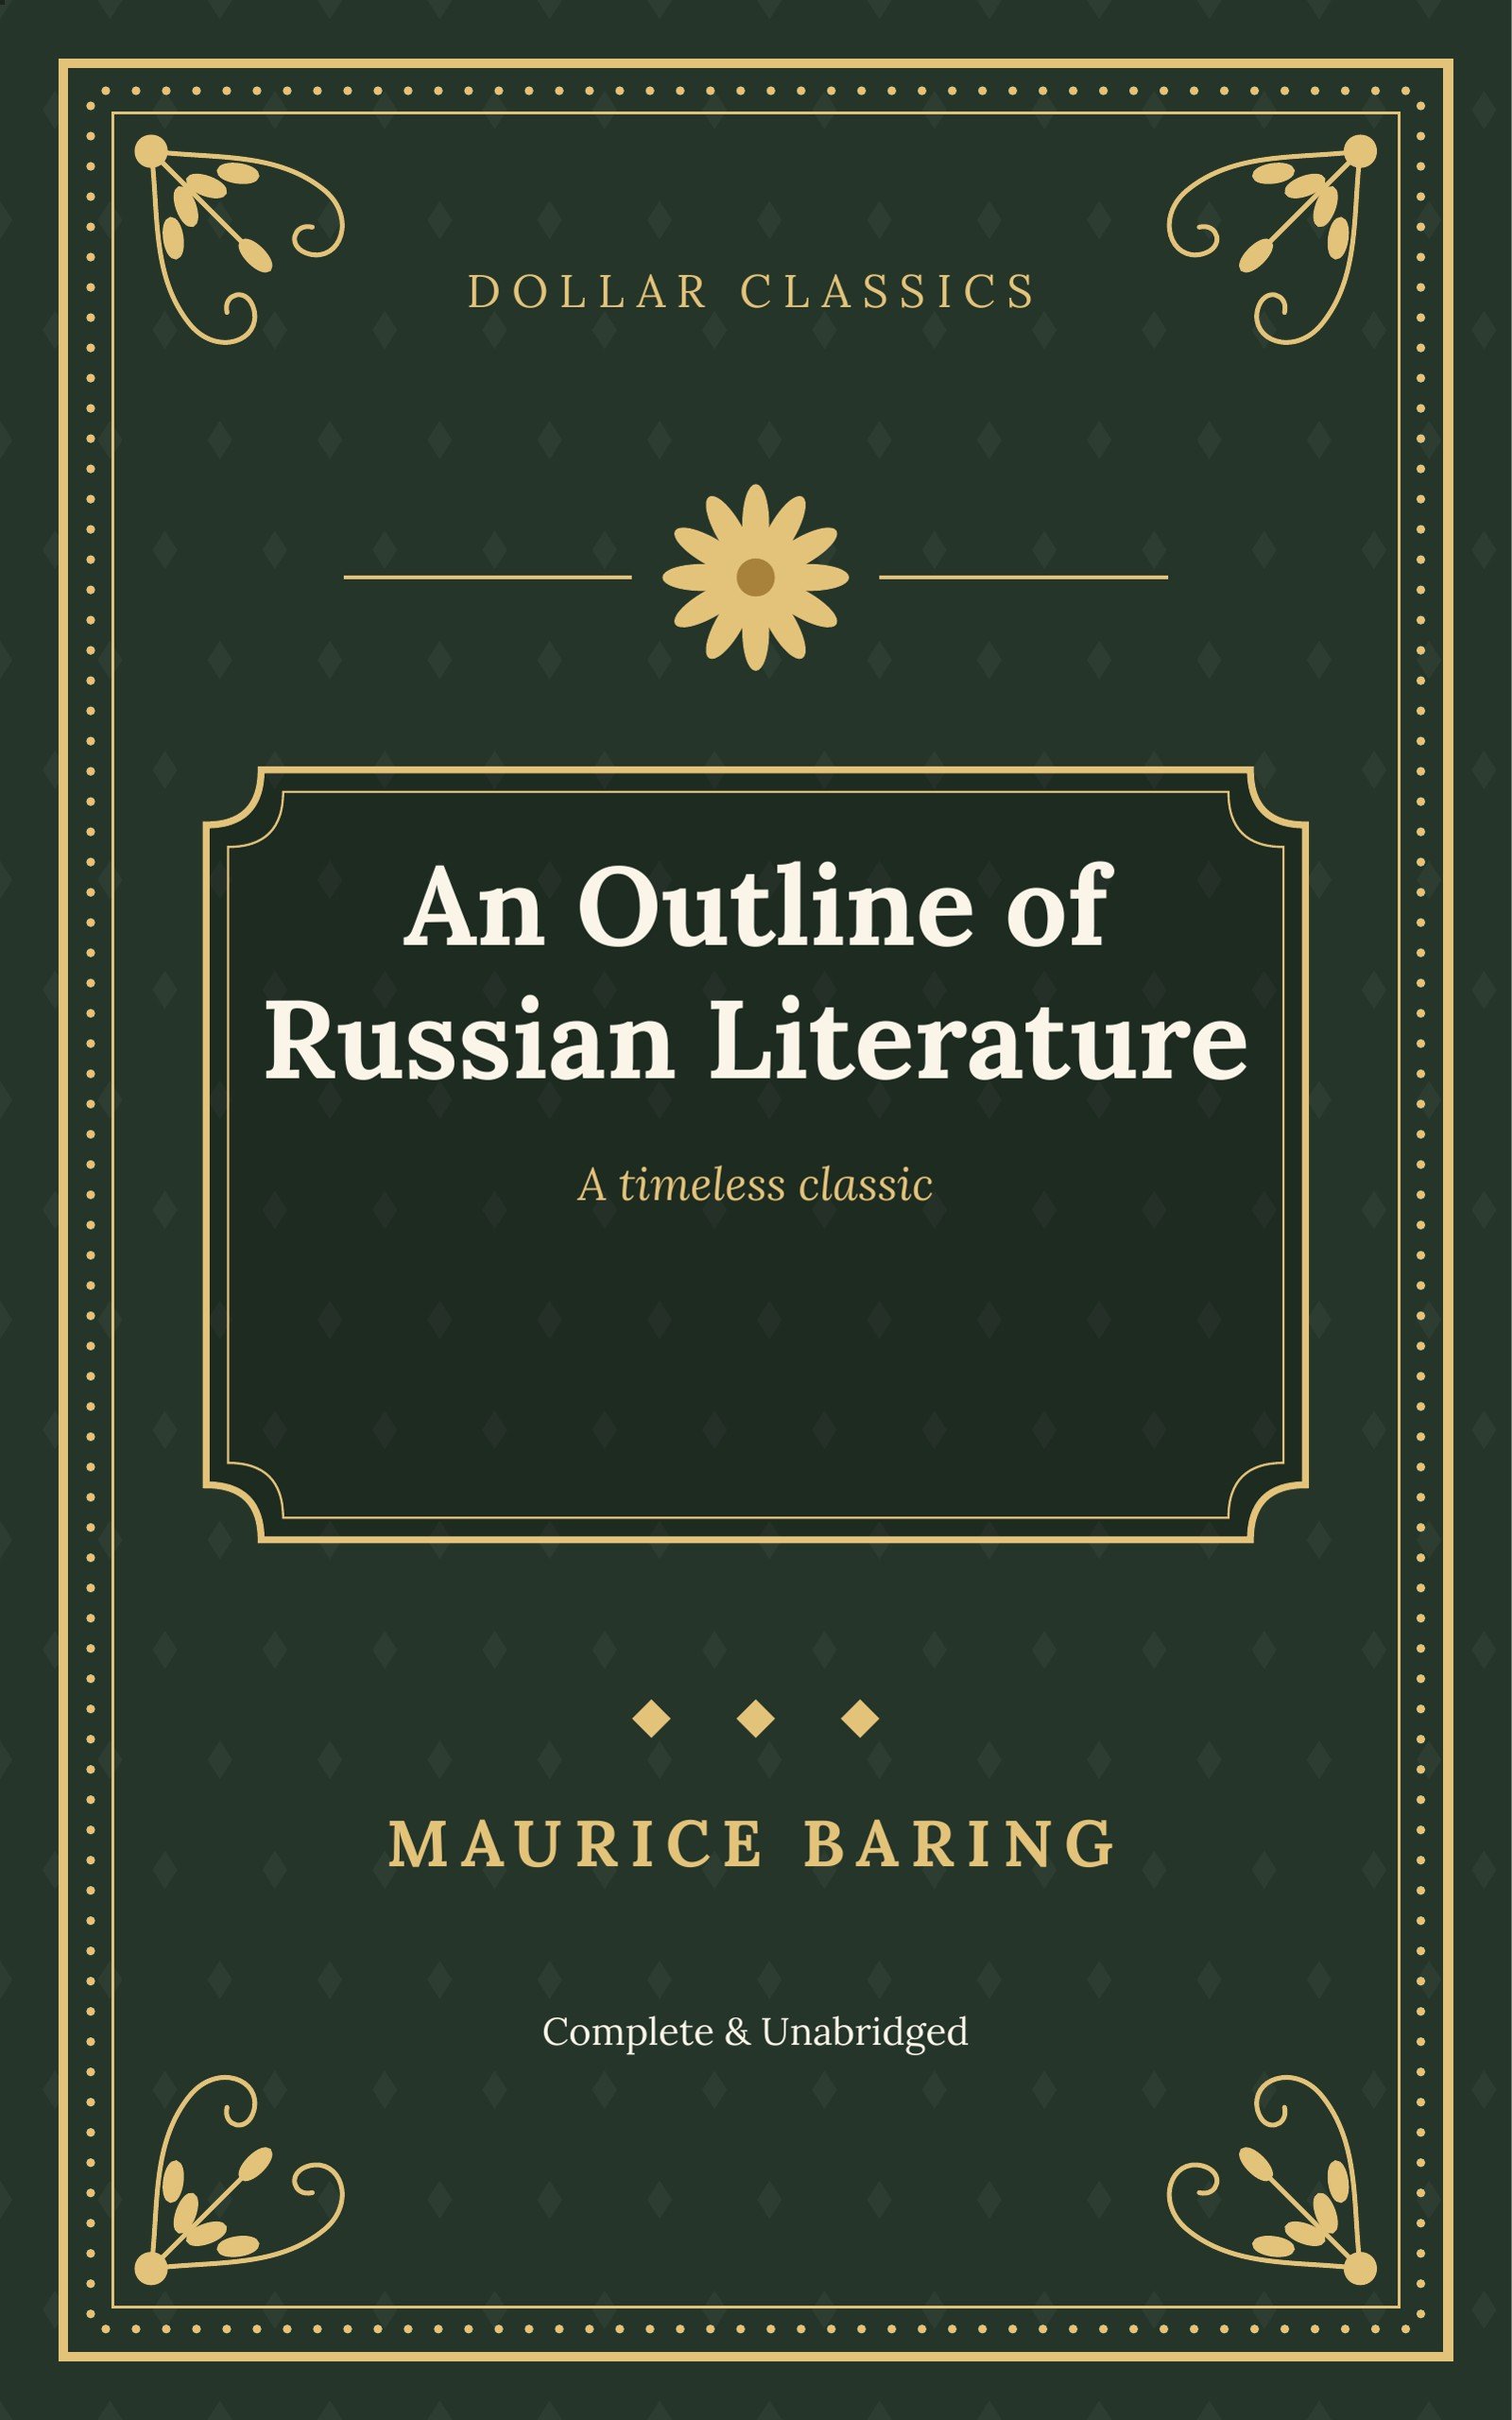 DOLLAR CLASSICS
An Outline of
Russian Literature
A timeless classic
MAURICE BARING
Complete & Unabridged